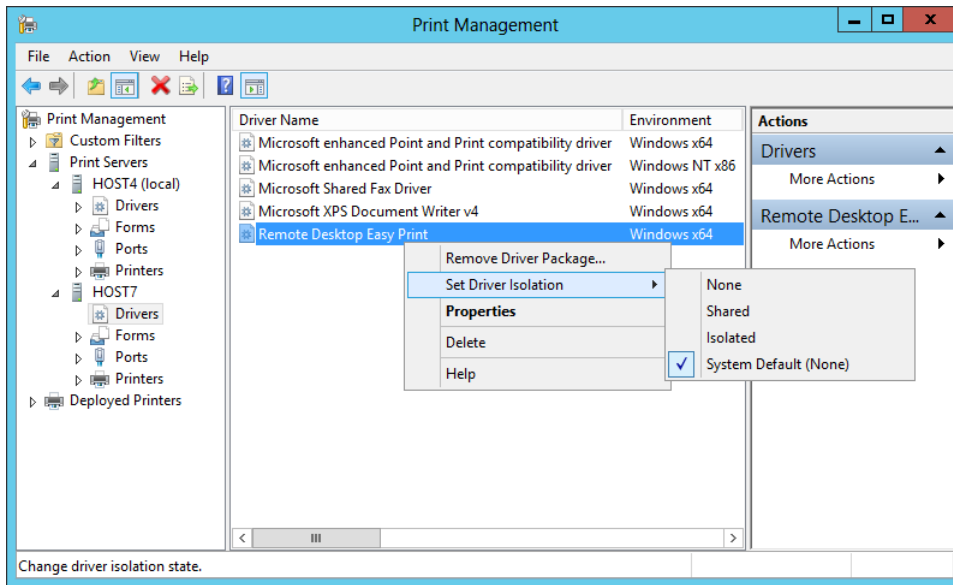 Print Management
File Action View Help
Print Management
Custom Filters
Print Servers
HOST4 (local)
Drivers
Forms
Ports
Printers
HOST7
Drivers
Forms
Ports
Printers
Deployed Printers
Driver Name Environment
Microsoft enhanced Point and Print compatibility driver Windows x64
Microsoft enhanced Point and Print compatibility driver Windows NT x86
Microsoft Shared Fax Driver Windows x64
Microsoft XPS Document Writer v4 Windows x64
Remote Desktop Easy Print Windows x64
Remove Driver Package...
Set Driver Isolation
Properties
Delete
Help
None
Shared
Isolated
System Default (None)
Actions
Drivers
More Actions
Remote Desktop E...
More Actions
Change driver isolation state.